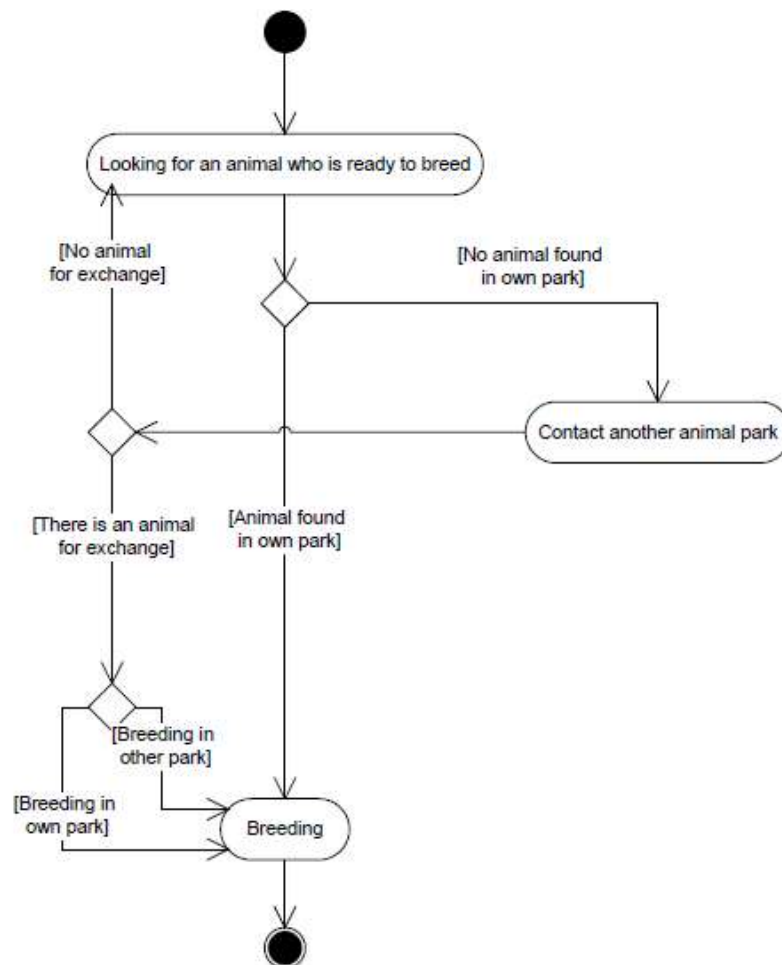 Looking for an animal who is ready to breed
[No animal
for exchange]
[No animal found
in own park]
Contact another animal park
[There is an animal
for exchange]
[Animal found
in own park]
[Breeding in
other park]
[Breeding in
own park]
Breeding